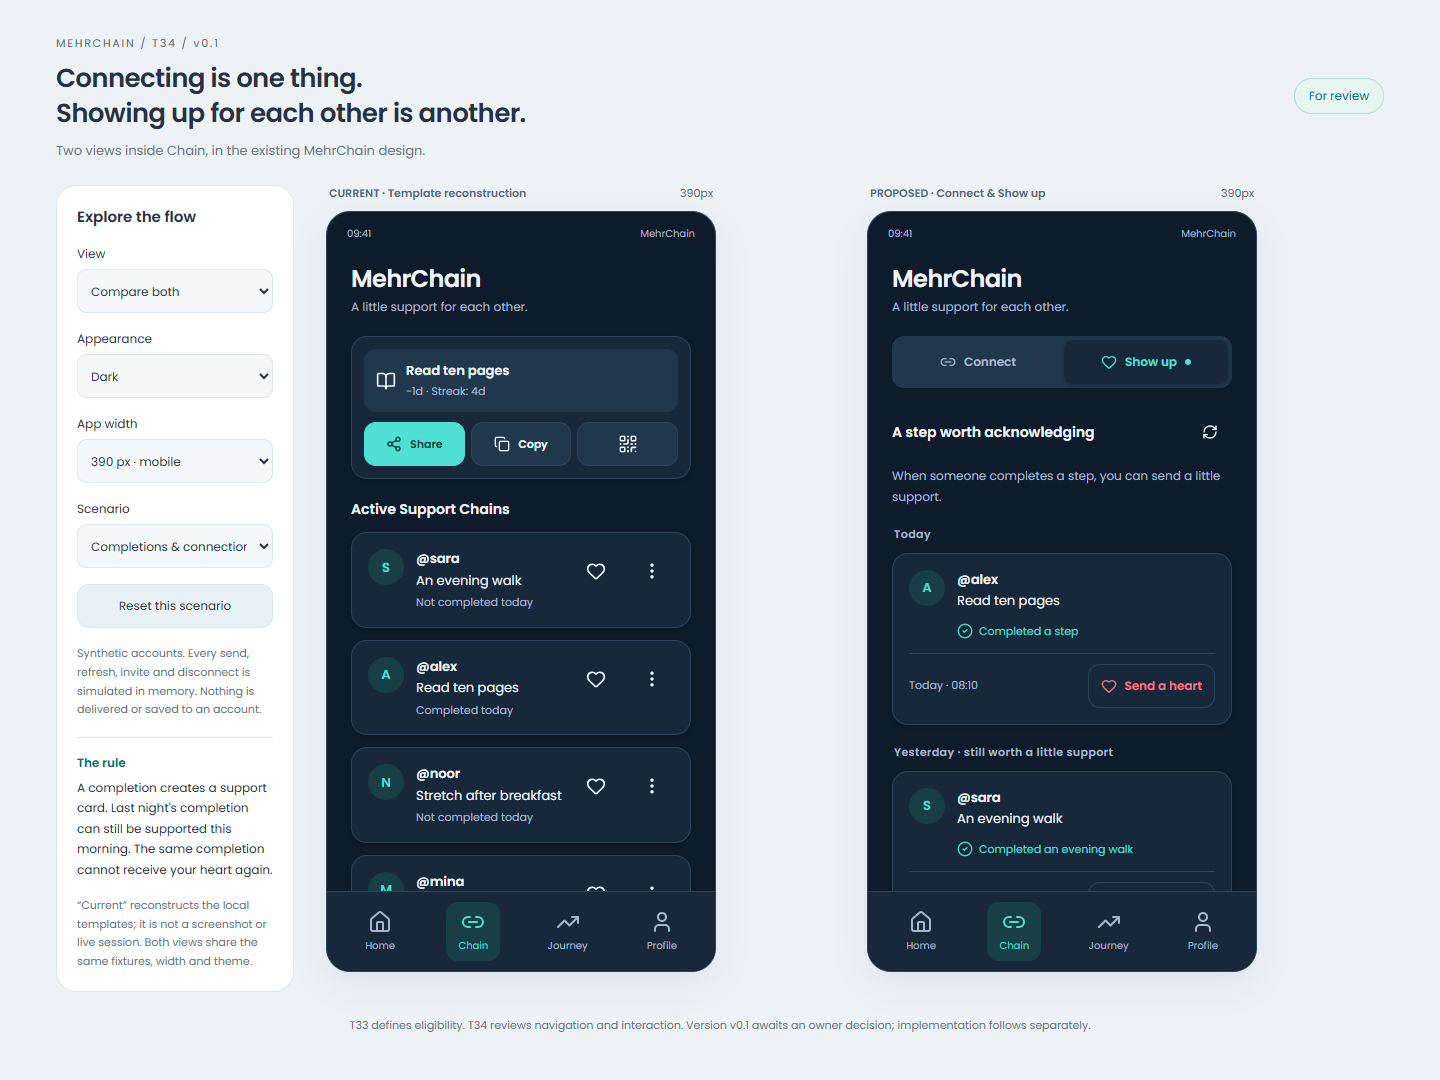 MEHRCHAIN / T34 / v0.1
Connecting is one thing.
Showing up for each other is another.
Two views inside Chain, in the existing MehrChain design.
For review
Explore the flow
View
Compare both
Appearance
Dark
App width
390 px · mobile
Scenario
Completions & connection
Reset this scenario
Synthetic accounts. Every send,
refresh, invite and disconnect is
simulated in memory. Nothing is
delivered or saved to an account.
The rule
A completion creates a support
card. Last night's completion
can still be supported this
morning. The same completion
cannot receive your heart again.
“Current” reconstructs the local
templates; it is not a screenshot or
live session. Both views share the
same fixtures, width and theme.
CURRENT · Template reconstruction
390px
09:41
MehrChain
MehrChain
A little support for each other.
Read ten pages
-1d · Streak: 4d
Share
Copy
Active Support Chains
S
@sara
An evening walk
Not completed today
A
@alex
Read ten pages
Completed today
N
@noor
Stretch after breakfast
Not completed today
M
@mina
Home
Chain
Journey
Profile
PROPOSED · Connect & Show up
390px
09:41
MehrChain
MehrChain
A little support for each other.
Connect
Show up
A step worth acknowledging
When someone completes a step, you can send a little
support.
Today
A
@alex
Read ten pages
Completed a step
Today · 08:10
Send a heart
Yesterday · still worth a little support
S
@sara
An evening walk
Completed an evening walk
Home
Chain
Journey
Profile
T33 defines eligibility. T34 reviews navigation and interaction. Version v0.1 awaits an owner decision; implementation follows separately.